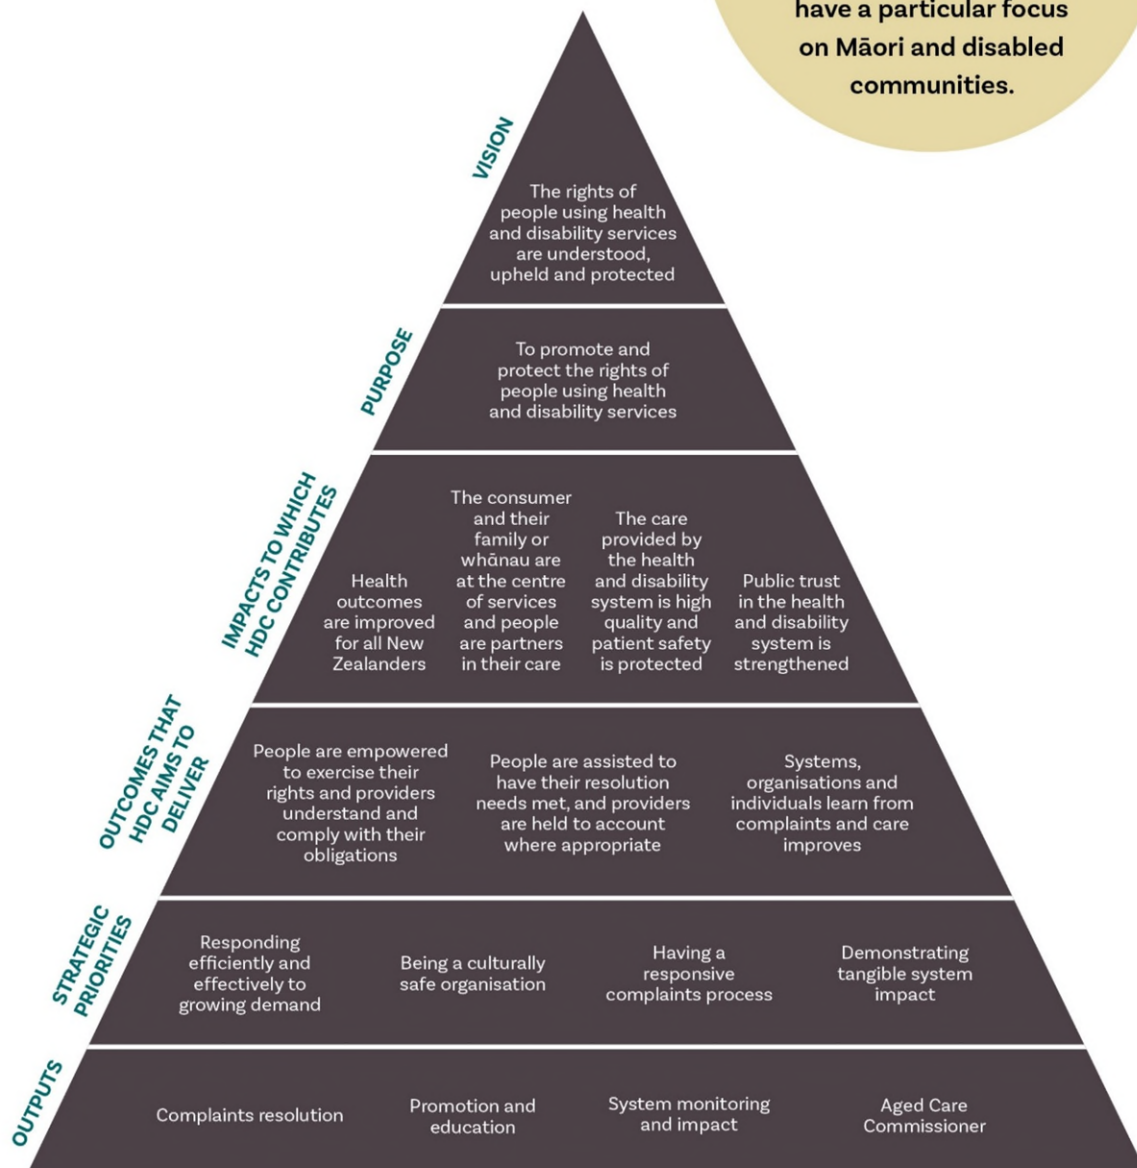 have a particular focus
on Māori and disabled
communities.
VISION
The rights of
people using health
and disability services
are understood,
upheld and protected
PURPOSE
To promote and
protect the rights of
people using health
and disability services
IMPACTS TO WHICH
HDC CONTRIBUTES
Health
outcomes
are improved
for all New
Zealanders
The consumer
and their
family or
whānau are
at the centre
of services
and people
are partners
in their care
The care
provided by
the health
and disability
system is high
quality and
patient safety
is protected
Public trust
in the health
and disability
system is
strengthened
OUTCOMES THAT
HDC AIMS TO
DELIVER
People are empowered
to exercise their
rights and providers
understand and
comply with their
obligations
People are assisted to
have their resolution
needs met, and providers
are held to account
where appropriate
Systems,
organisations and
individuals learn from
complaints and care
improves
STRATEGIC
PRIORITIES
Responding
efficiently and
effectively to
growing demand
Being a culturally
safe organisation
Having a
responsive
complaints process
Demonstrating
tangible system
impact
OUTPUTS
Complaints resolution
Promotion and
education
System monitoring
and impact
Aged Care
Commissioner